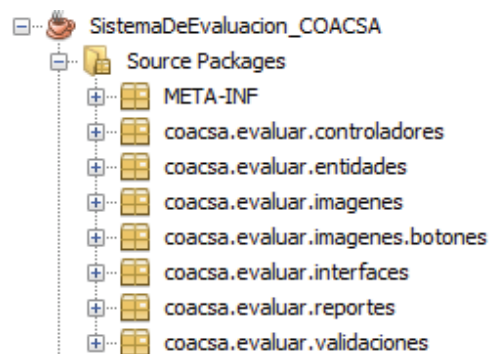 SistemaDeEvaluacion_COACSA
Source Packages
META-INF
coacsa.evaluar.controladores
coacsa.evaluar.entidades
coacsa.evaluar.imagenes
coacsa.evaluar.imagenes.botones
coacsa.evaluar.interfaces
coacsa.evaluar.reportes
coacsa.evaluar.validaciones